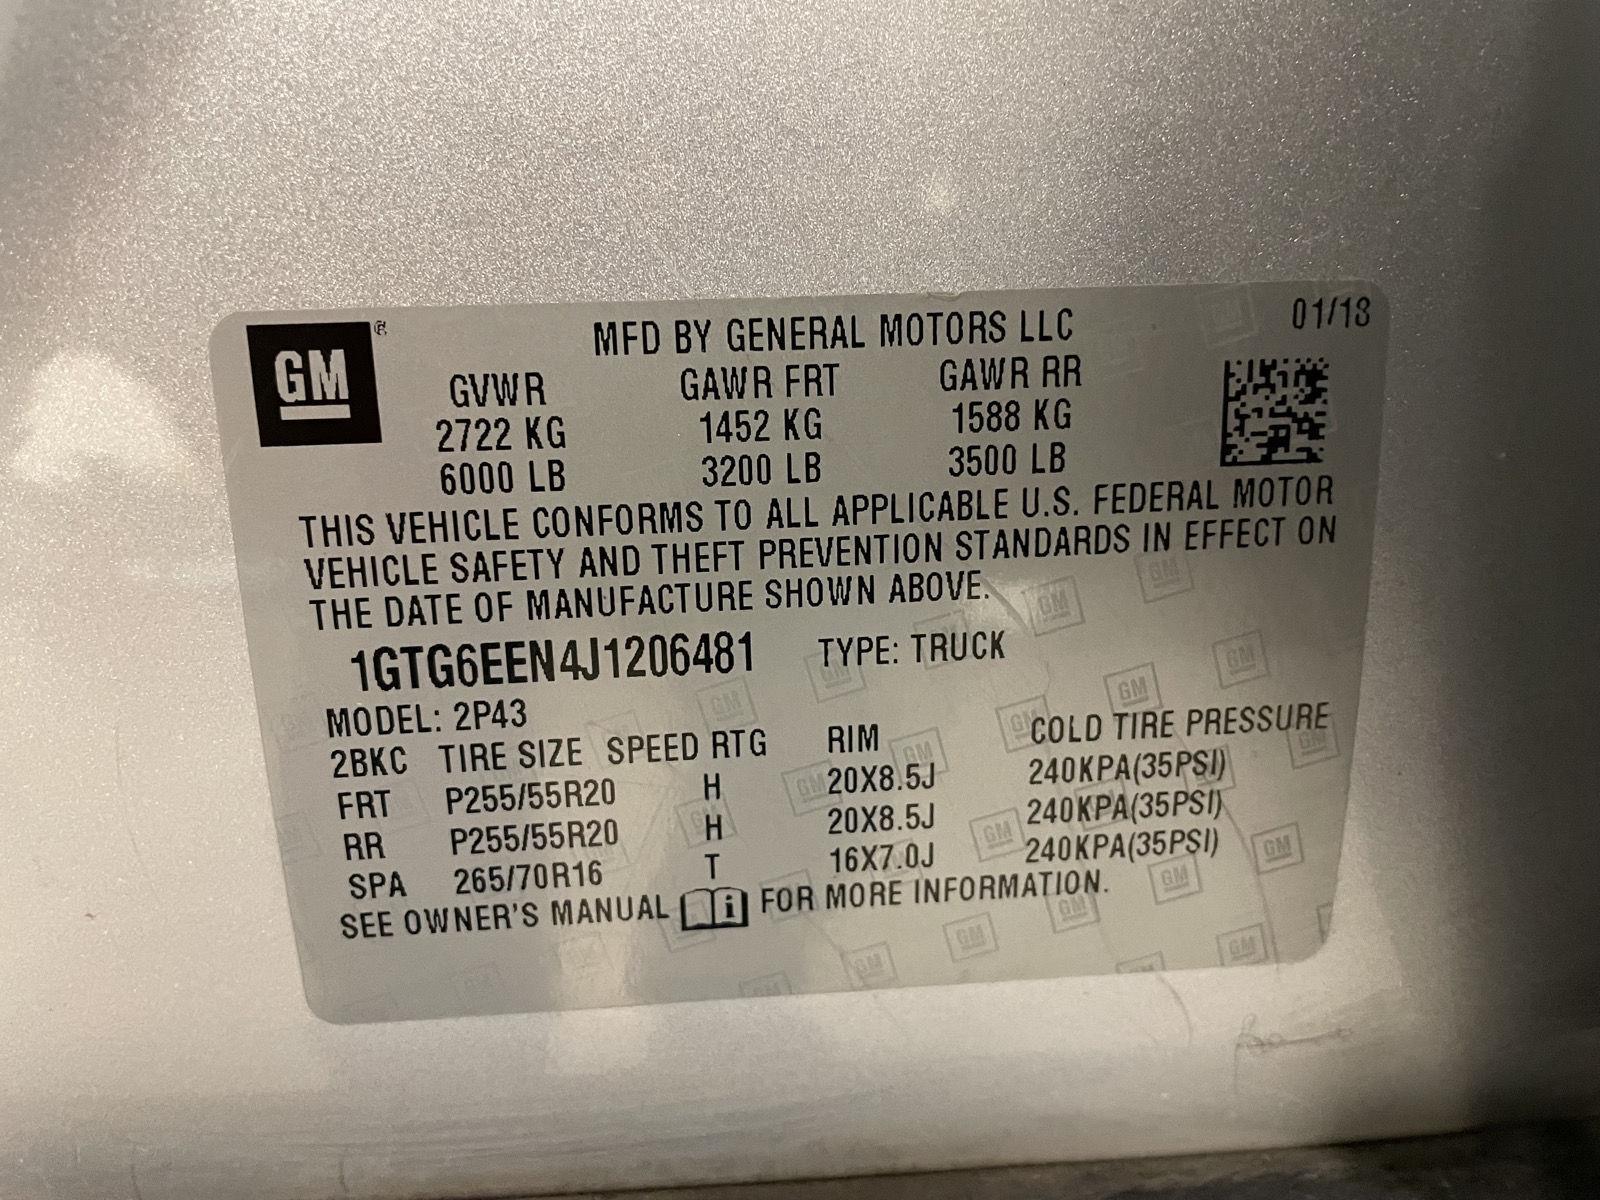 GM ®
MFD BY GENERAL MOTORS LLC 01/18
GVWR GAWR FRT GAWR RR
2722 KG 1452 KG 1588 KG
6000 LB 3200 LB 3500 LB
THIS VEHICLE CONFORMS TO ALL APPLICABLE U.S. FEDERAL MOTOR
VEHICLE SAFETY AND THEFT PREVENTION STANDARDS IN EFFECT ON
THE DATE OF MANUFACTURE SHOWN ABOVE.
1GTG6EEN4J1206481 TYPE: TRUCK
MODEL: 2P43
2BKC TIRE SIZE SPEED RTG RIM COLD TIRE PRESSURE
FRT P255/55R20 H 20X8.5J 240KPA(35PSI)
RR P255/55R20 H 20X8.5J 240KPA(35PSI)
SPA 265/70R16 T 16X7.0J 240KPA(35PSI)
SEE OWNER'S MANUAL i FOR MORE INFORMATION.